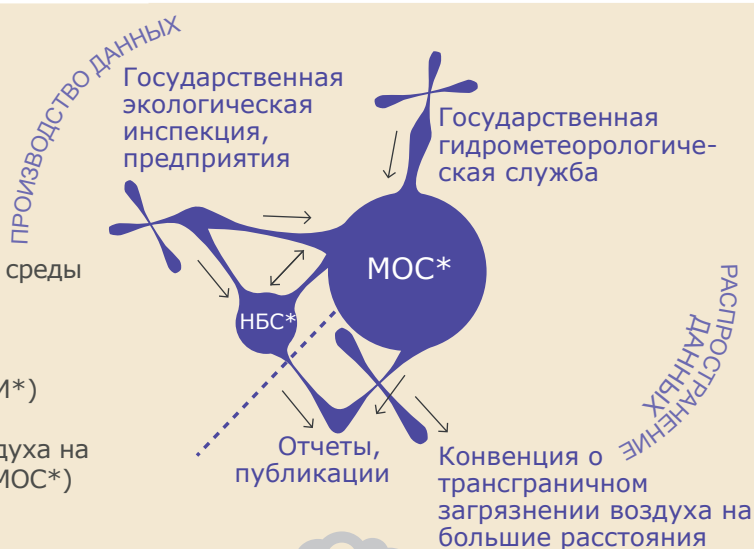 ПРОИЗВОДСТВО ДАННЫХ
Государственная
экологическая
инспекция,
предприятия
Государственная
гидрометеорологиче-
ская служба
среды
МОС*
НБС*
РАСПРОСТРАНЕНИЕ
ДАННЫХ
М*)
духа на
МОС*)
Отчеты,
публикации
Конвенция о
трансграничном
загрязнении воздуха на
большие расстояния